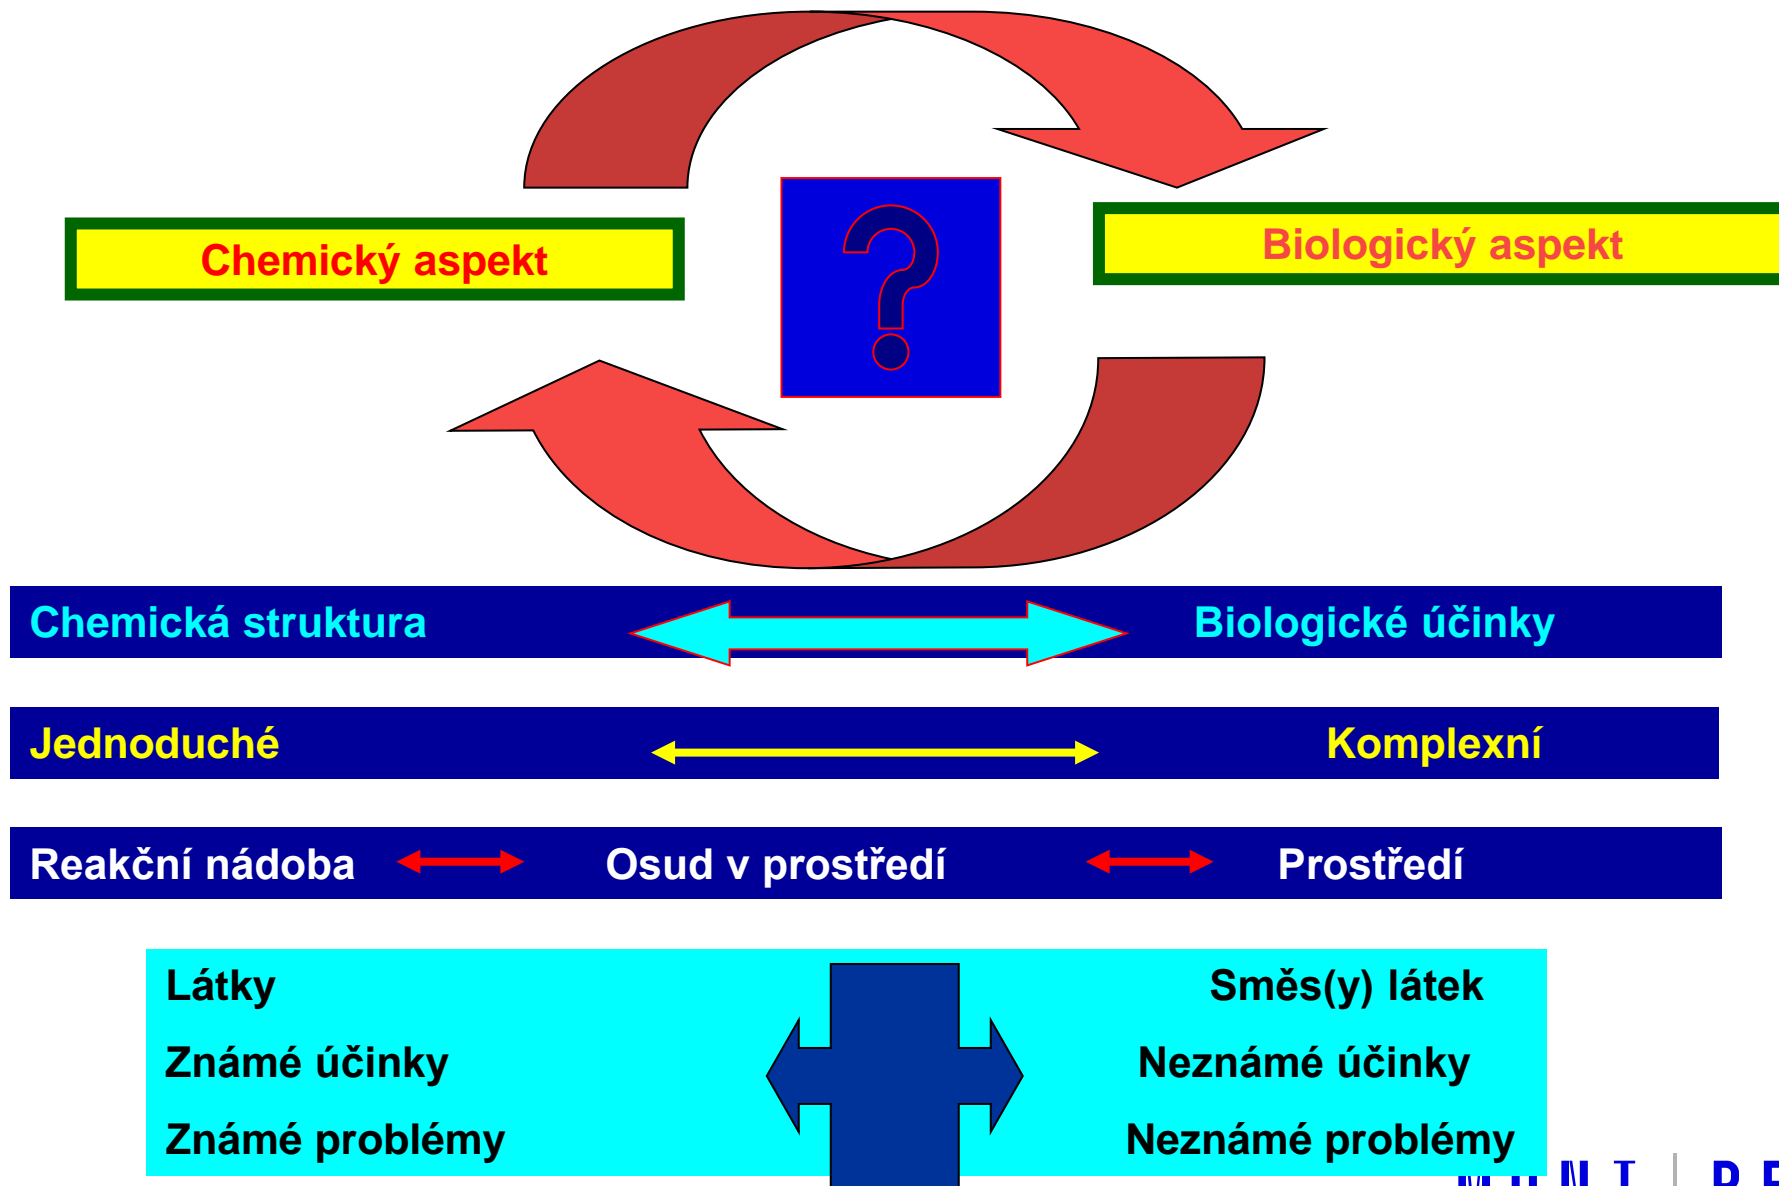 Chemický aspekt
Biologický aspekt
?
Chemická struktura Biologické účinky
Jednoduché Komplexní
Reakční nádoba Osud v prostředí Prostředí
Látky Směs(y) látek
Známé účinky Neznámé účinky
Známé problémy Neznámé problémy